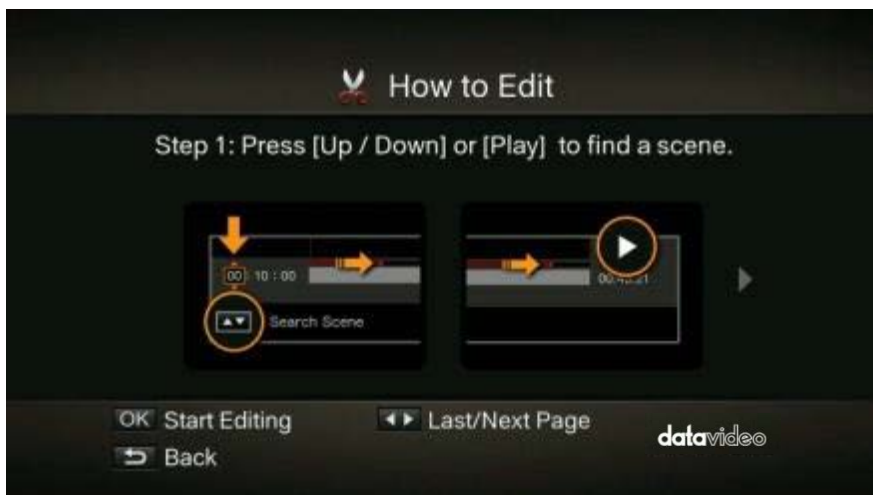 How to Edit
Step 1: Press [Up / Down] or [Play] to find a scene.
00 : 10 : 00
Search Scene
OK Start Editing
Last/Next Page
Back
datavideo